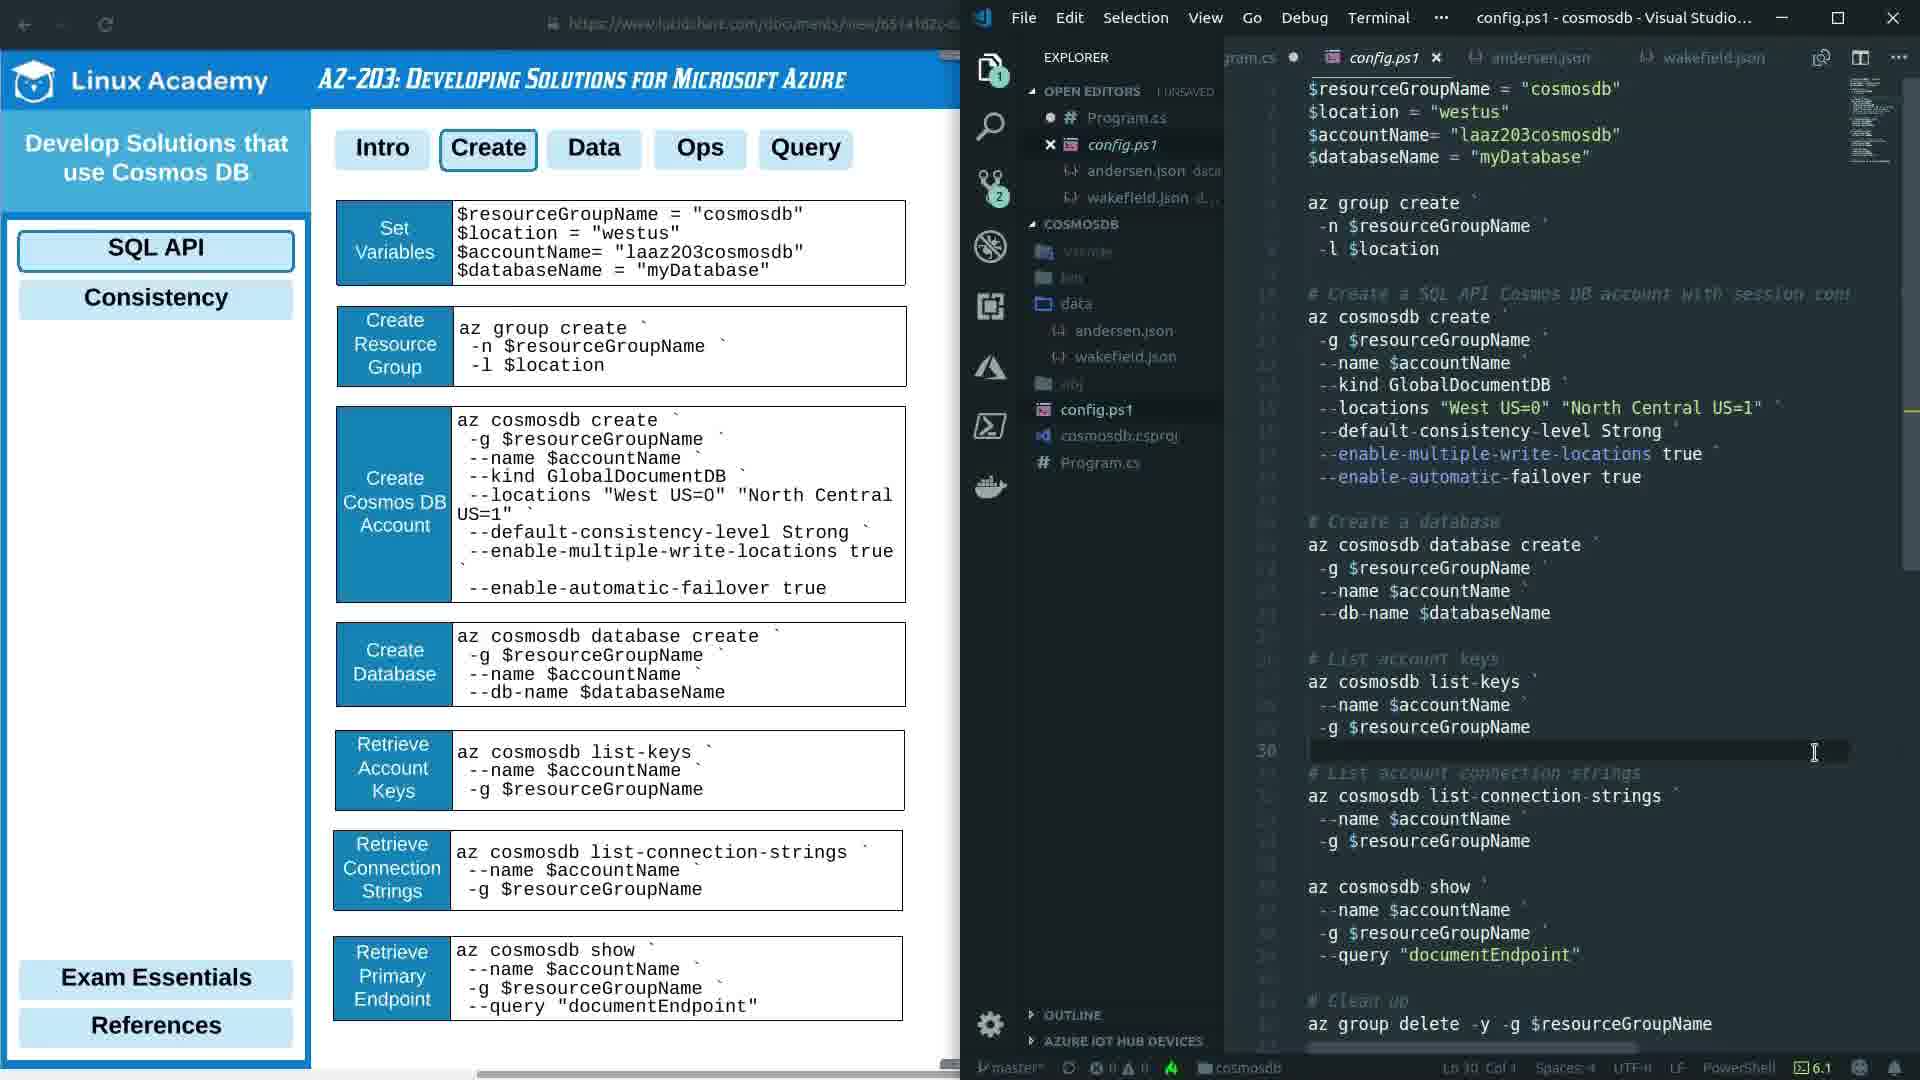 Linux Academy
AZ-203: Developing Solutions for Microsoft Azure
Develop Solutions that
use Cosmos DB
SQL API
Consistency
Exam Essentials
References
Intro
Create
Data
Ops
Query
Set
Variables
$resourceGroupName = "cosmosdb"
$location = "westus"
$accountName= "laaz203cosmosdb"
$databaseName = "myDatabase"
Create
Resource
Group
az group create `
-n $resourceGroupName `
-l $location
Create
Cosmos DB
Account
az cosmosdb create `
-g $resourceGroupName `
--name $accountName `
--kind GlobalDocumentDB `
--locations "West US=0" "North Central
US=1" `
--default-consistency-level Strong `
--enable-multiple-write-locations true
`
--enable-automatic-failover true
Create
Database
az cosmosdb database create `
-g $resourceGroupName `
--name $accountName `
--db-name $databaseName
Retrieve
Account
Keys
az cosmosdb list-keys `
--name $accountName `
-g $resourceGroupName
Retrieve
Connection
Strings
az cosmosdb list-connection-strings `
--name $accountName `
-g $resourceGroupName
Retrieve
Primary
Endpoint
az cosmosdb show `
--name $accountName `
-g $resourceGroupName `
--query "documentEndpoint"
File Edit Selection View Go Debug Terminal ··· config.ps1 - cosmosdb - Visual Studio...
EXPLORER
OPEN EDITORS 1 UNSAVED
Program.cs
config.ps1
andersen.json data
wakefield.json d...
COSMOSDB
.vscode
bin
data
andersen.json
wakefield.json
obj
config.ps1
cosmosdb.csproj
Program.cs
OUTLINE
AZURE IOT HUB DEVICES
gram.cs
config.ps1
andersen.json
wakefield.json
$resourceGroupName = "cosmosdb"
$location = "westus"
$accountName= "laaz203cosmosdb"
$databaseName = "myDatabase"
az group create `
-n $resourceGroupName `
-l $location
# Create a SQL API Cosmos DB account with session cons
az cosmosdb create `
-g $resourceGroupName `
--name $accountName `
--kind GlobalDocumentDB `
--locations "West US=0" "North Central US=1" `
--default-consistency-level Strong `
--enable-multiple-write-locations true `
--enable-automatic-failover true
# Create a database
az cosmosdb database create `
-g $resourceGroupName `
--name $accountName `
--db-name $databaseName
# List account keys
az cosmosdb list-keys `
--name $accountName `
-g $resourceGroupName
30
# List account connection strings
az cosmosdb list-connection-strings `
--name $accountName `
-g $resourceGroupName
az cosmosdb show `
--name $accountName `
-g $resourceGroupName `
--query "documentEndpoint"
# Clean up
az group delete -y -g $resourceGroupName
master* 0 0 cosmosdb Ln 30, Col 1 Spaces: 4 UTF-8 LF PowerShell 6.1